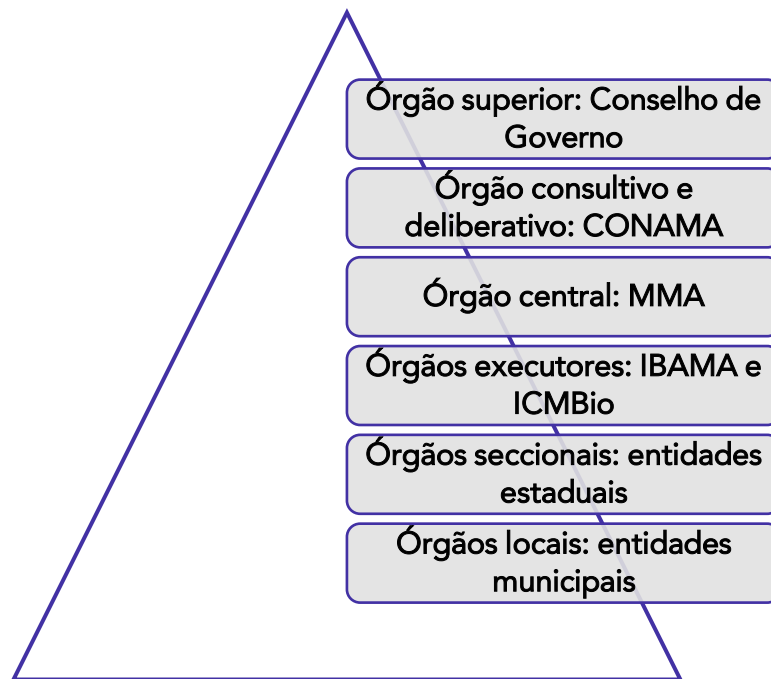 Órgão superior: Conselho de
Governo
Órgão consultivo e
deliberativo: CONAMA
Órgão central: MMA
Órgãos executores: IBAMA e
ICMBio
Órgãos seccionais: entidades
estaduais
Órgãos locais: entidades
municipais